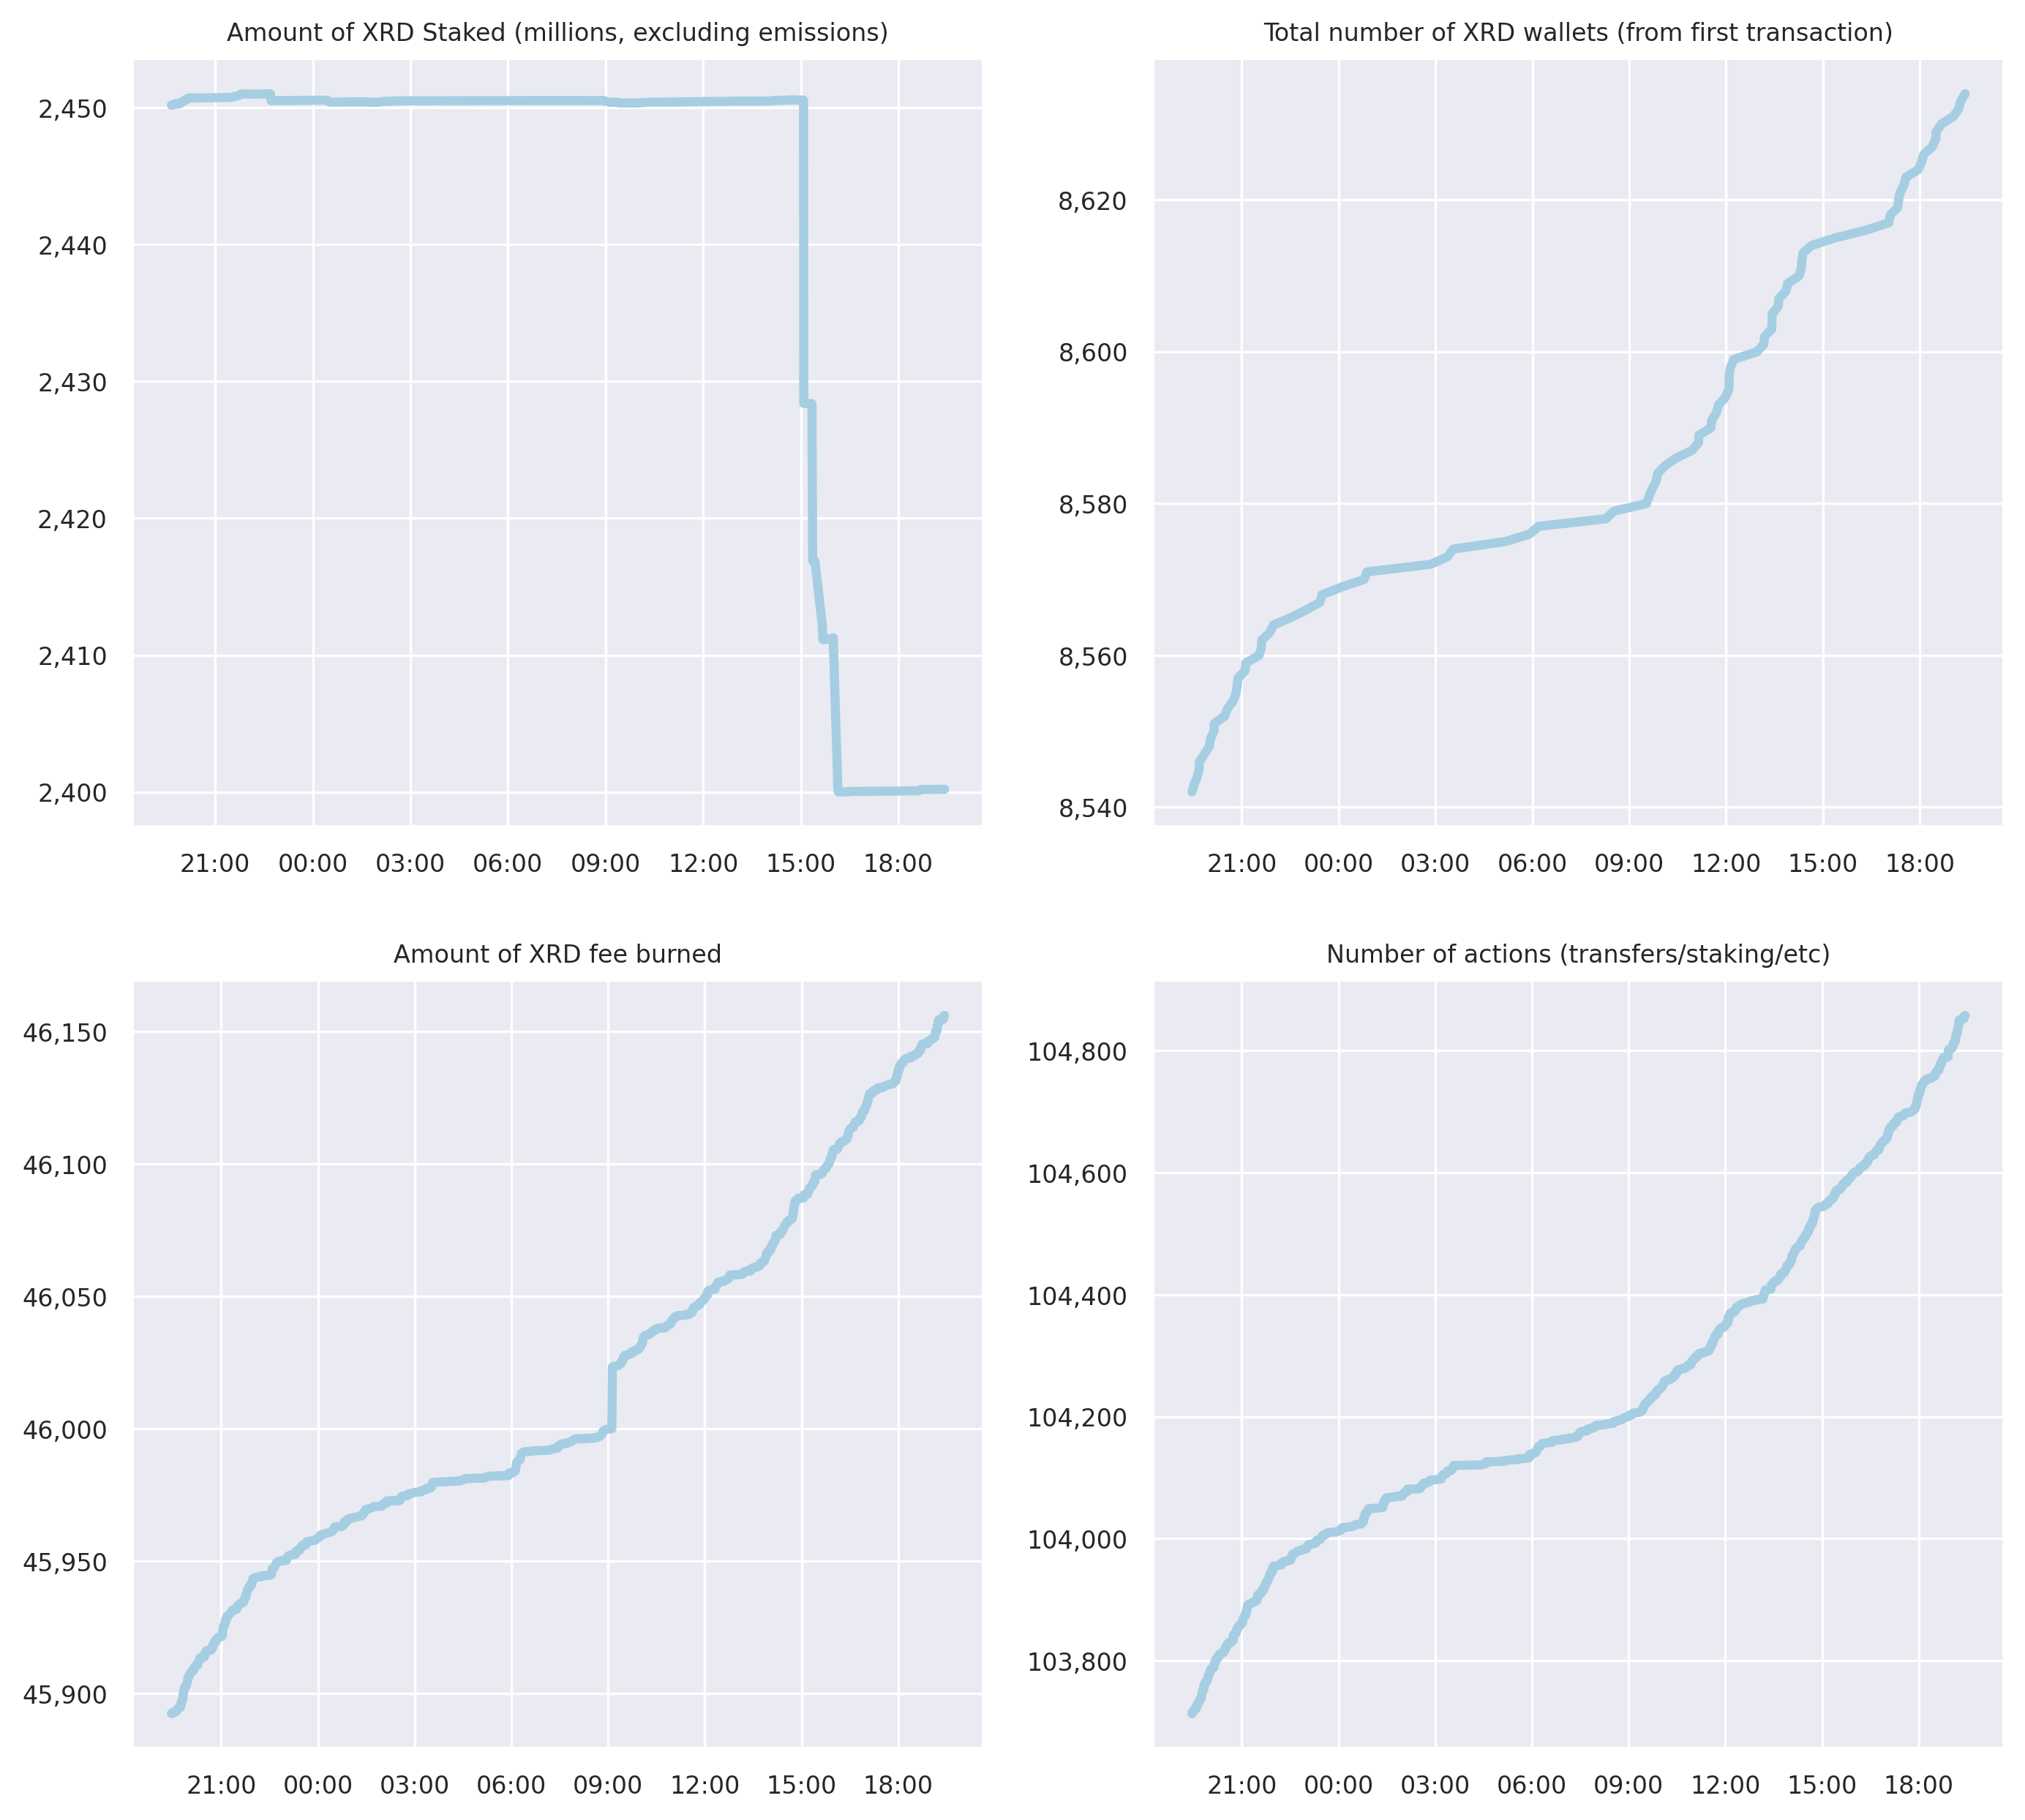 Amount of XRD Staked (millions, excluding emissions)
2,450
2,440
2,430
2,420
2,410
2,400
21:00 00:00 03:00 06:00 09:00 12:00 15:00 18:00
Total number of XRD wallets (from first transaction)
8,620
8,600
8,580
8,560
8,540
21:00 00:00 03:00 06:00 09:00 12:00 15:00 18:00
Amount of XRD fee burned
46,150
46,100
46,050
46,000
45,950
45,900
21:00 00:00 03:00 06:00 09:00 12:00 15:00 18:00
Number of actions (transfers/staking/etc)
104,800
104,600
104,400
104,200
104,000
103,800
21:00 00:00 03:00 06:00 09:00 12:00 15:00 18:00